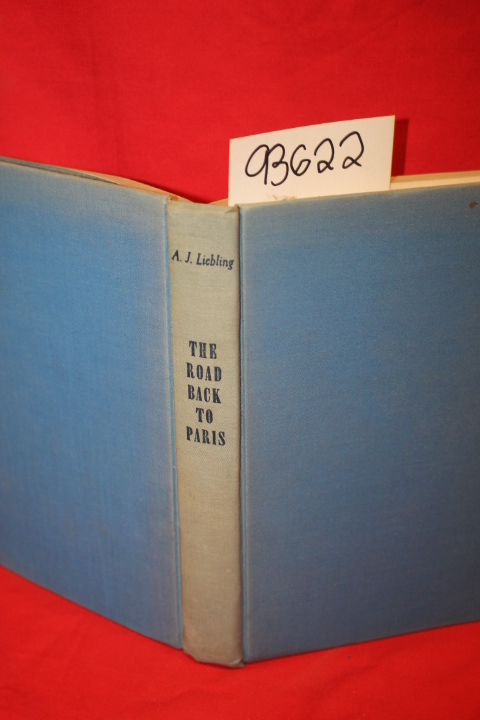 93622
A. J. Liebling
THE
ROAD
BACK
TO
PARIS